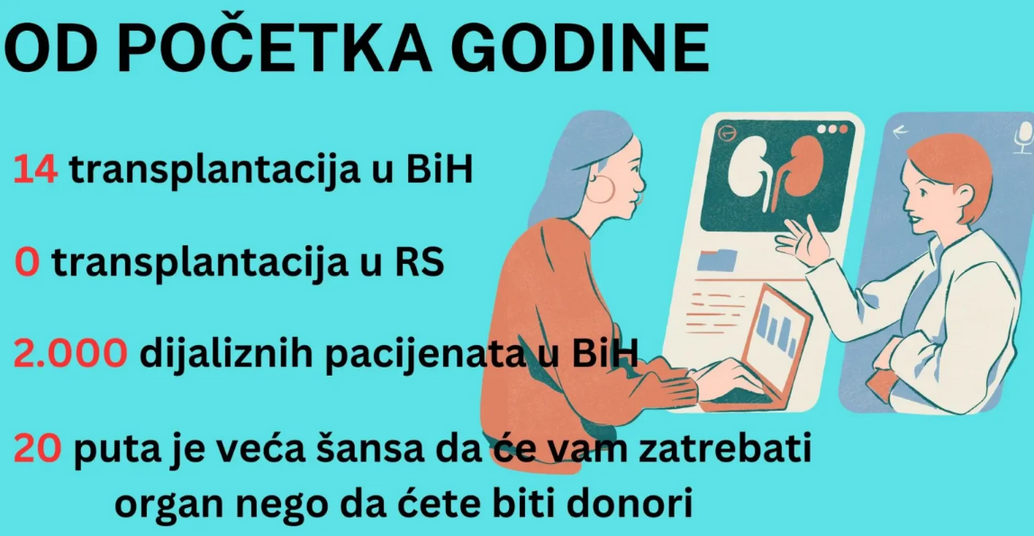 OD POČETKA GODINE
14 transplantacija u BiH
0 transplantacija u RS
2.000 dijaliznih pacijenata u BiH
20 puta je veća šansa da će vam zatrebati
organ nego da ćete biti donori